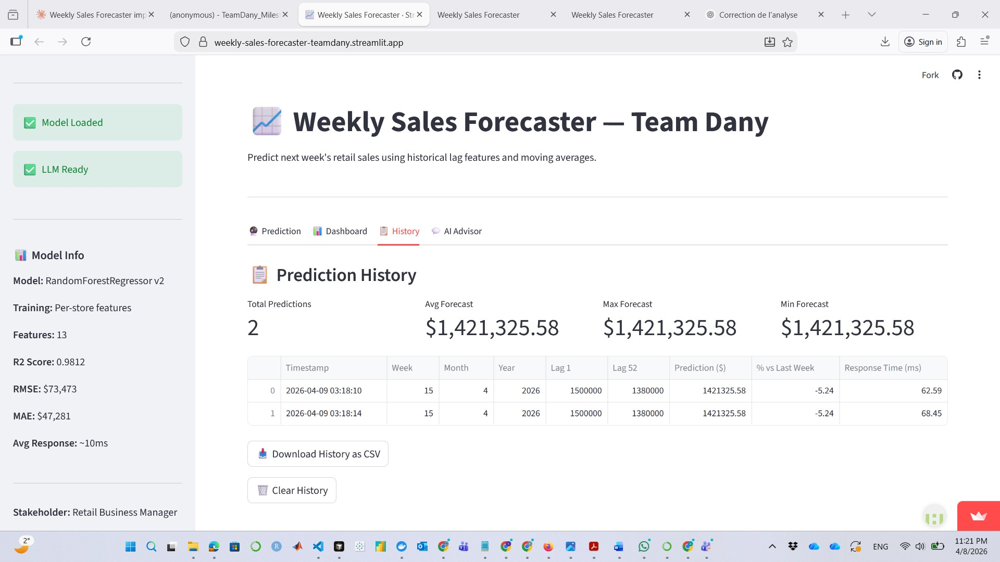 Weekly Sales Forecaster imp
(anonymous) - TeamDany_Miles
Weekly Sales Forecaster · Str
Weekly Sales Forecaster
Weekly Sales Forecaster
Correction de l'analyse
weekly-sales-forecaster-teamdany.streamlit.app
Sign in
Fork
Model Loaded
LLM Ready
Model Info
Model: RandomForestRegressor v2
Training: Per-store features
Features: 13
R2 Score: 0.9812
RMSE: $73,473
MAE: $47,281
Avg Response: ~10ms
Stakeholder: Retail Business Manager
Weekly Sales Forecaster — Team Dany
Predict next week's retail sales using historical lag features and moving averages.
Prediction Dashboard History AI Advisor
Prediction History
Total Predictions Avg Forecast Max Forecast Min Forecast
2 $1,421,325.58 $1,421,325.58 $1,421,325.58
Timestamp Week Month Year Lag 1 Lag 52 Prediction ($) % vs Last Week Response Time (ms)
0 2026-04-09 03:18:10 15 4 2026 1500000 1380000 1421325.58 -5.24 62.59
1 2026-04-09 03:18:14 15 4 2026 1500000 1380000 1421325.58 -5.24 68.45
Download History as CSV
Clear History
2°
ENG
11:21 PM
4/8/2026